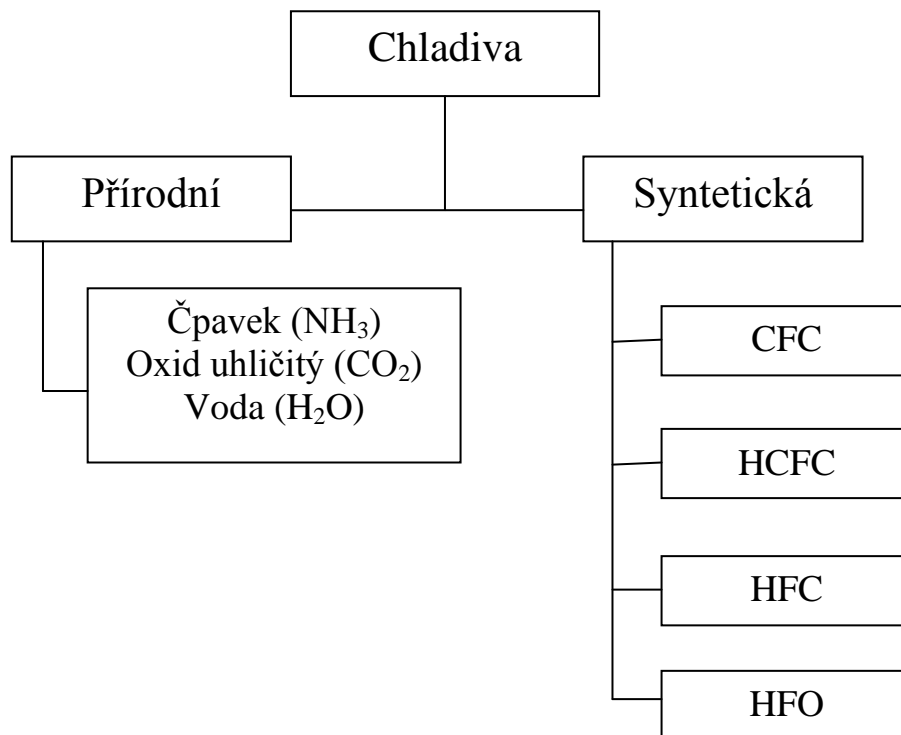 Chladiva
Přírodní
Syntetická
Čpavek (NH₃)
Oxid uhličitý (CO₂)
Voda (H₂O)
CFC
HCFC
HFC
HFO